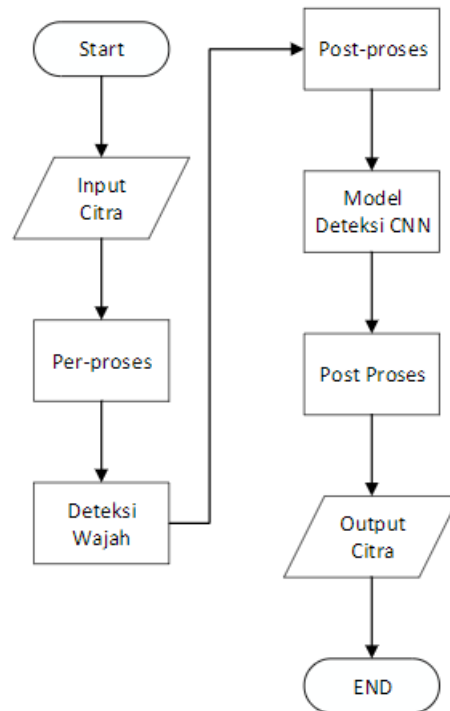 Start
Input
Citra
Per-proses
Deteksi
Wajah
Post-proses
Model
Deteksi CNN
Post Proses
Output
Citra
END